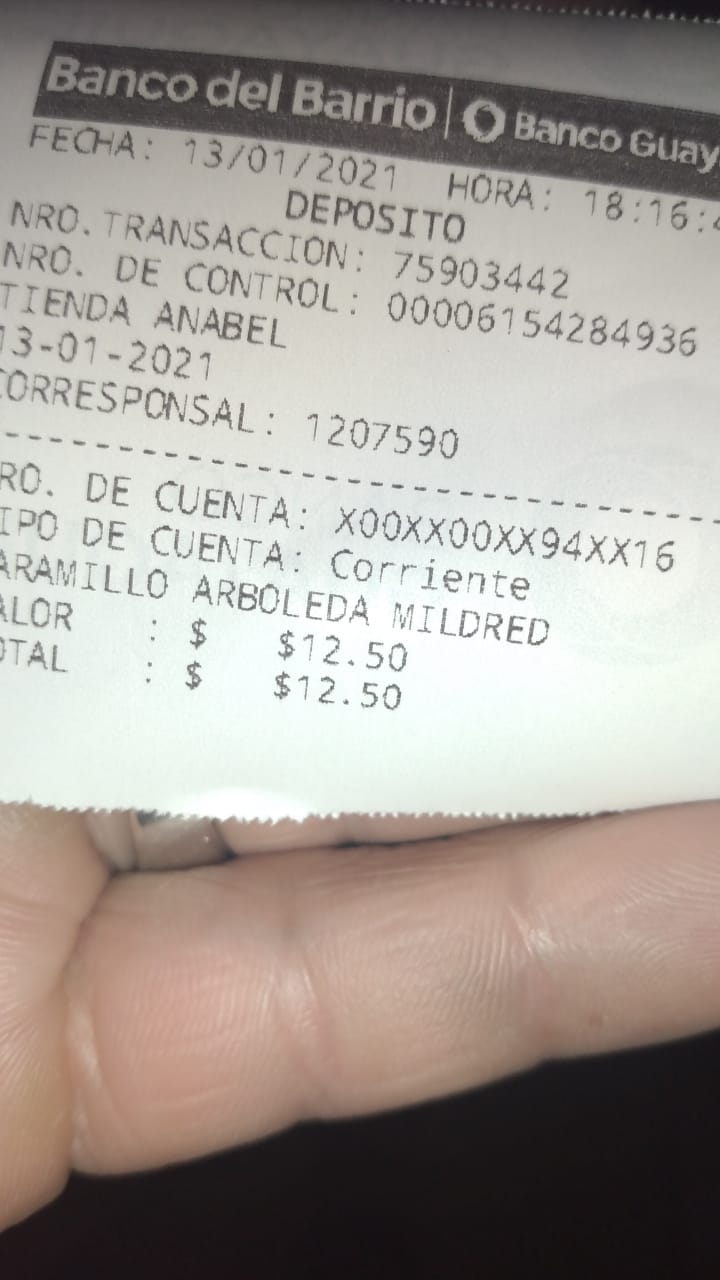 Banco del Barrio | Banco Guay
FECHA: 13/01/2021 HORA: 18:16:4
DEPOSITO
NRO. TRANSACCION: 75903442
NRO. DE CONTROL: 00006154284936
TIENDA ANABEL
13-01-2021
CORRESPONSAL: 1207590
RO. DE CUENTA: X00XX00XX94XX16
IPO DE CUENTA: Corriente
ARAMILLO ARBOLEDA MILDRED
ALOR : $ $12.50
OTAL : $ $12.50